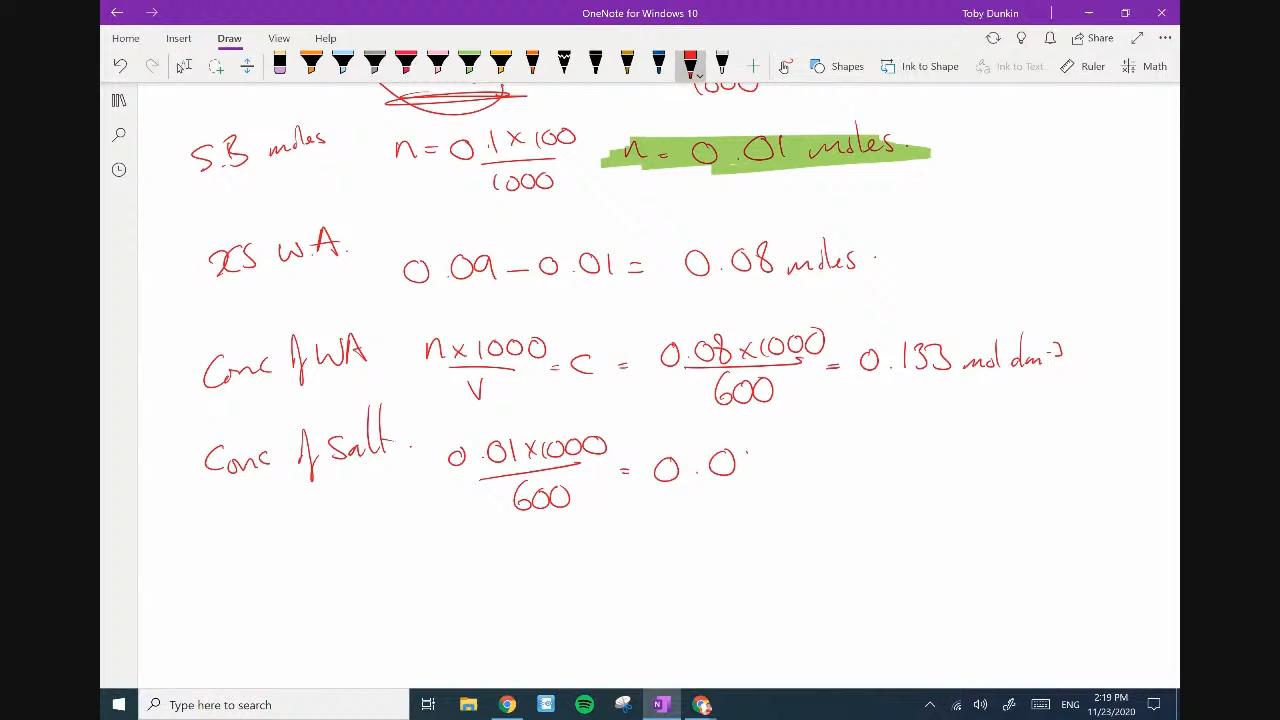 OneNote for Windows 10
Toby Dunkin
Home Insert Draw View Help
Share
Shapes Ink to Shape Ink to Text Ruler Math
1000
S.B moles n = 0.1 x 100 / 1000 n = 0.01 moles.
XS W.A. 0.09 - 0.01 = 0.08 moles.
Conc of WA n x 1000 / V = C = 0.08 x 1000 / 600 = 0.133 mol dm-3
Conc of Salt. 0.01 x 1000 / 600 = 0.0
Type here to search
ENG
2:19 PM
11/23/2020